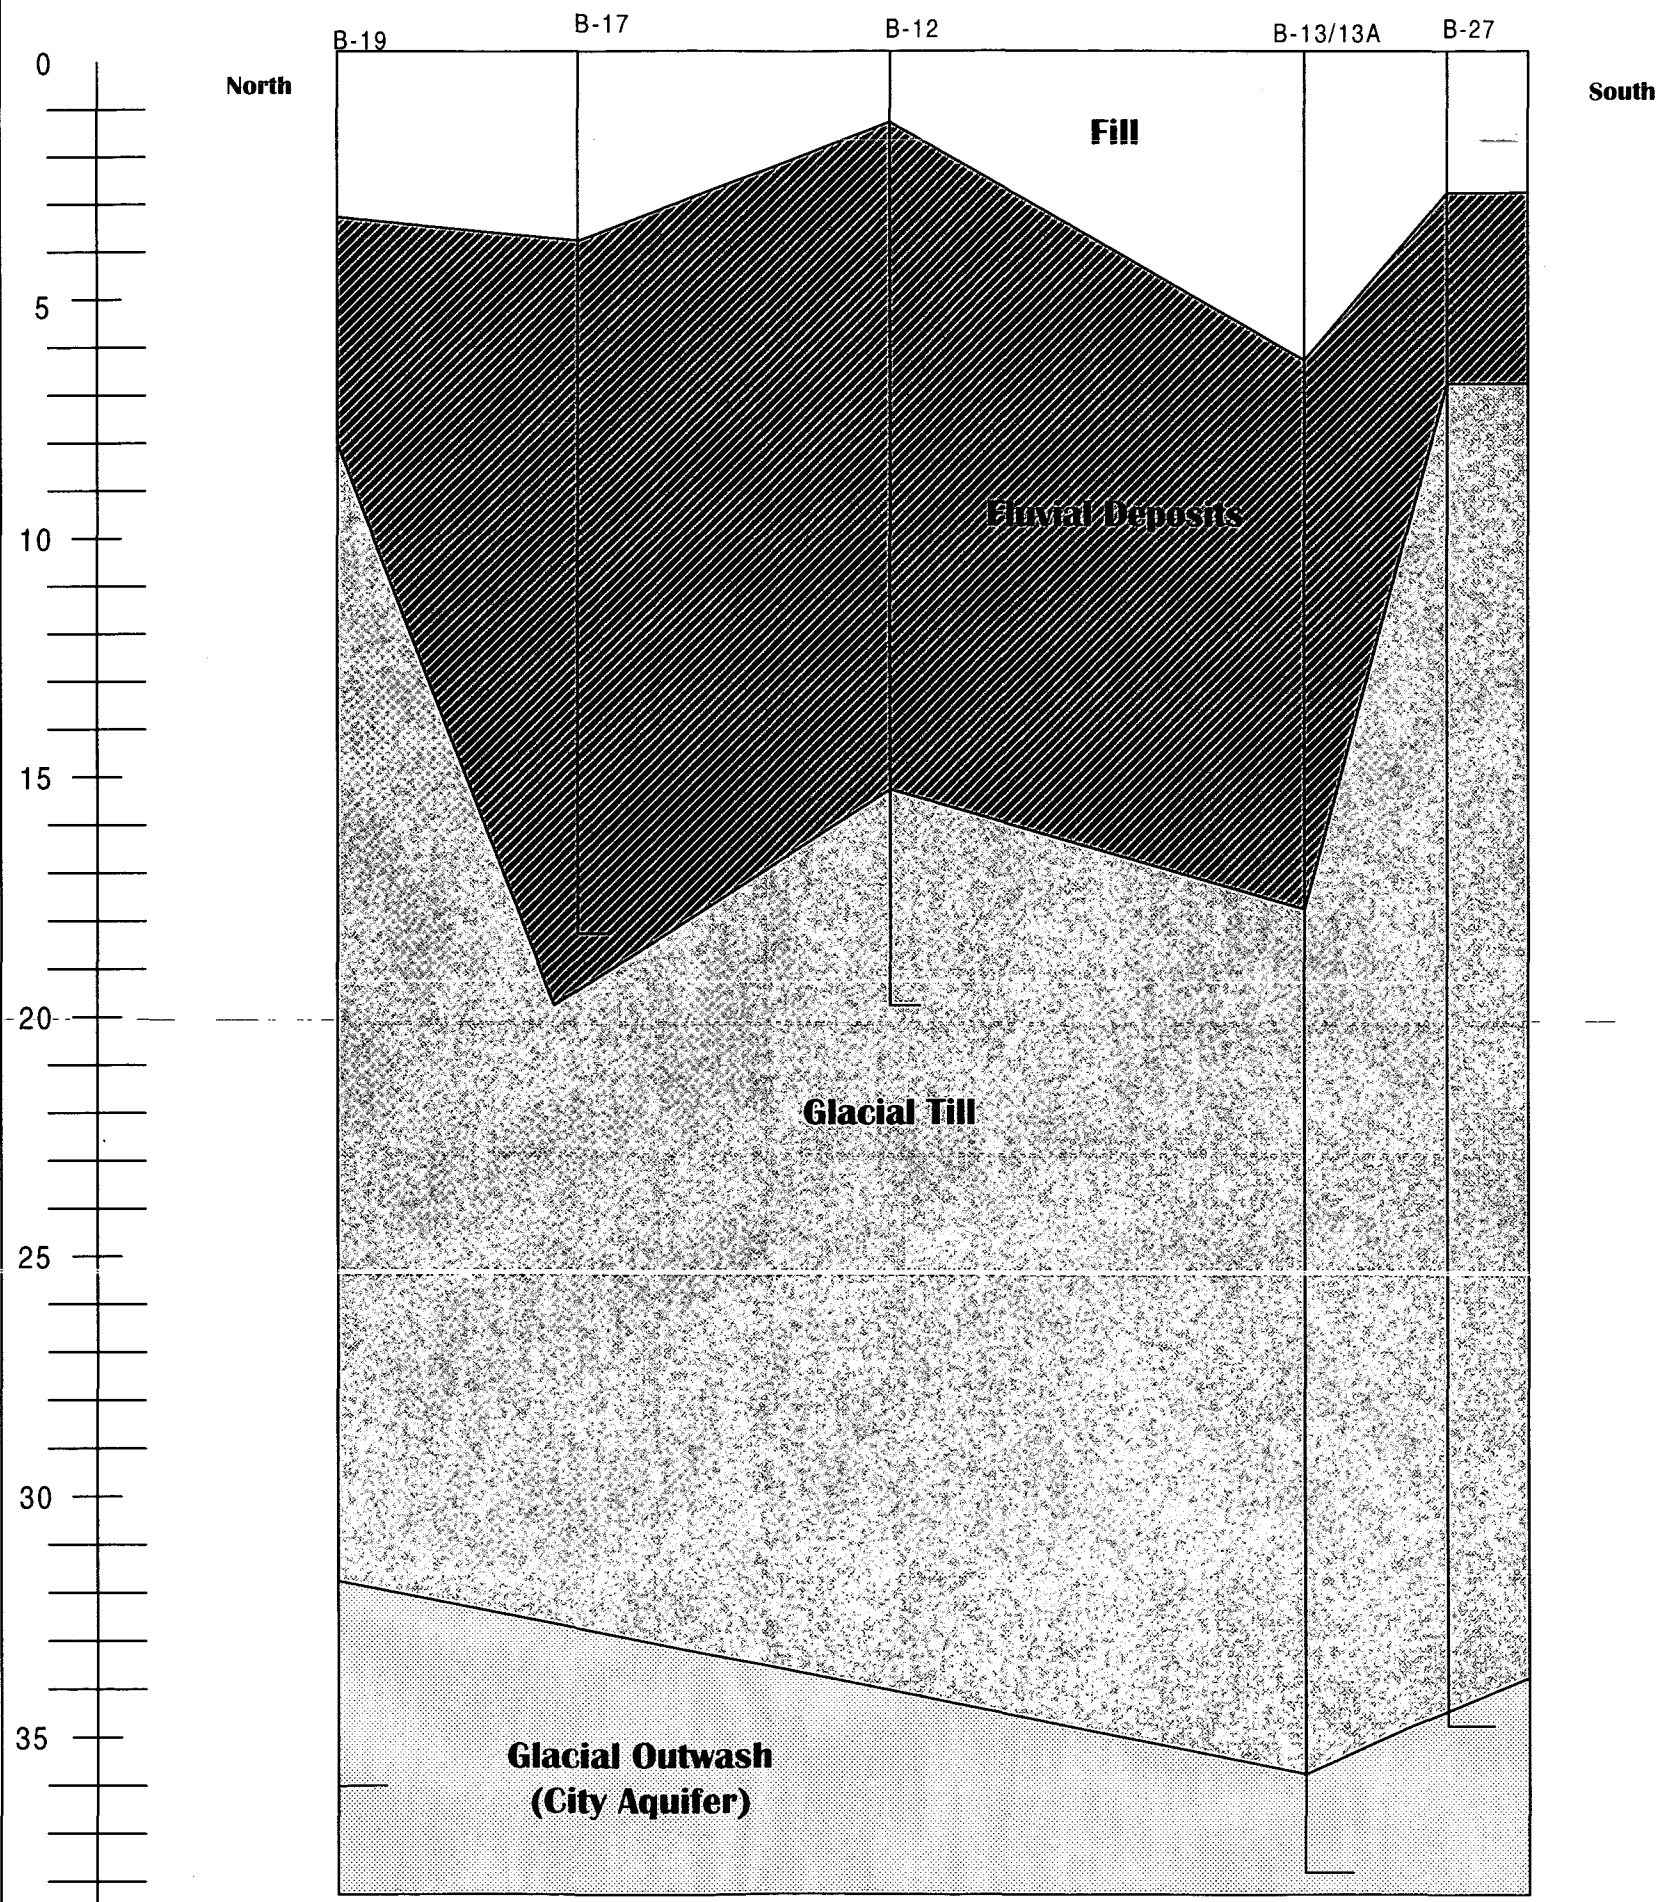 B-19
B-17
B-12
B-13/13A
B-27
0
North
South
Fill
5
Fluvial Deposits
10
15
20
Glacial Till
25
30
35
Glacial Outwash
(City Aquifer)